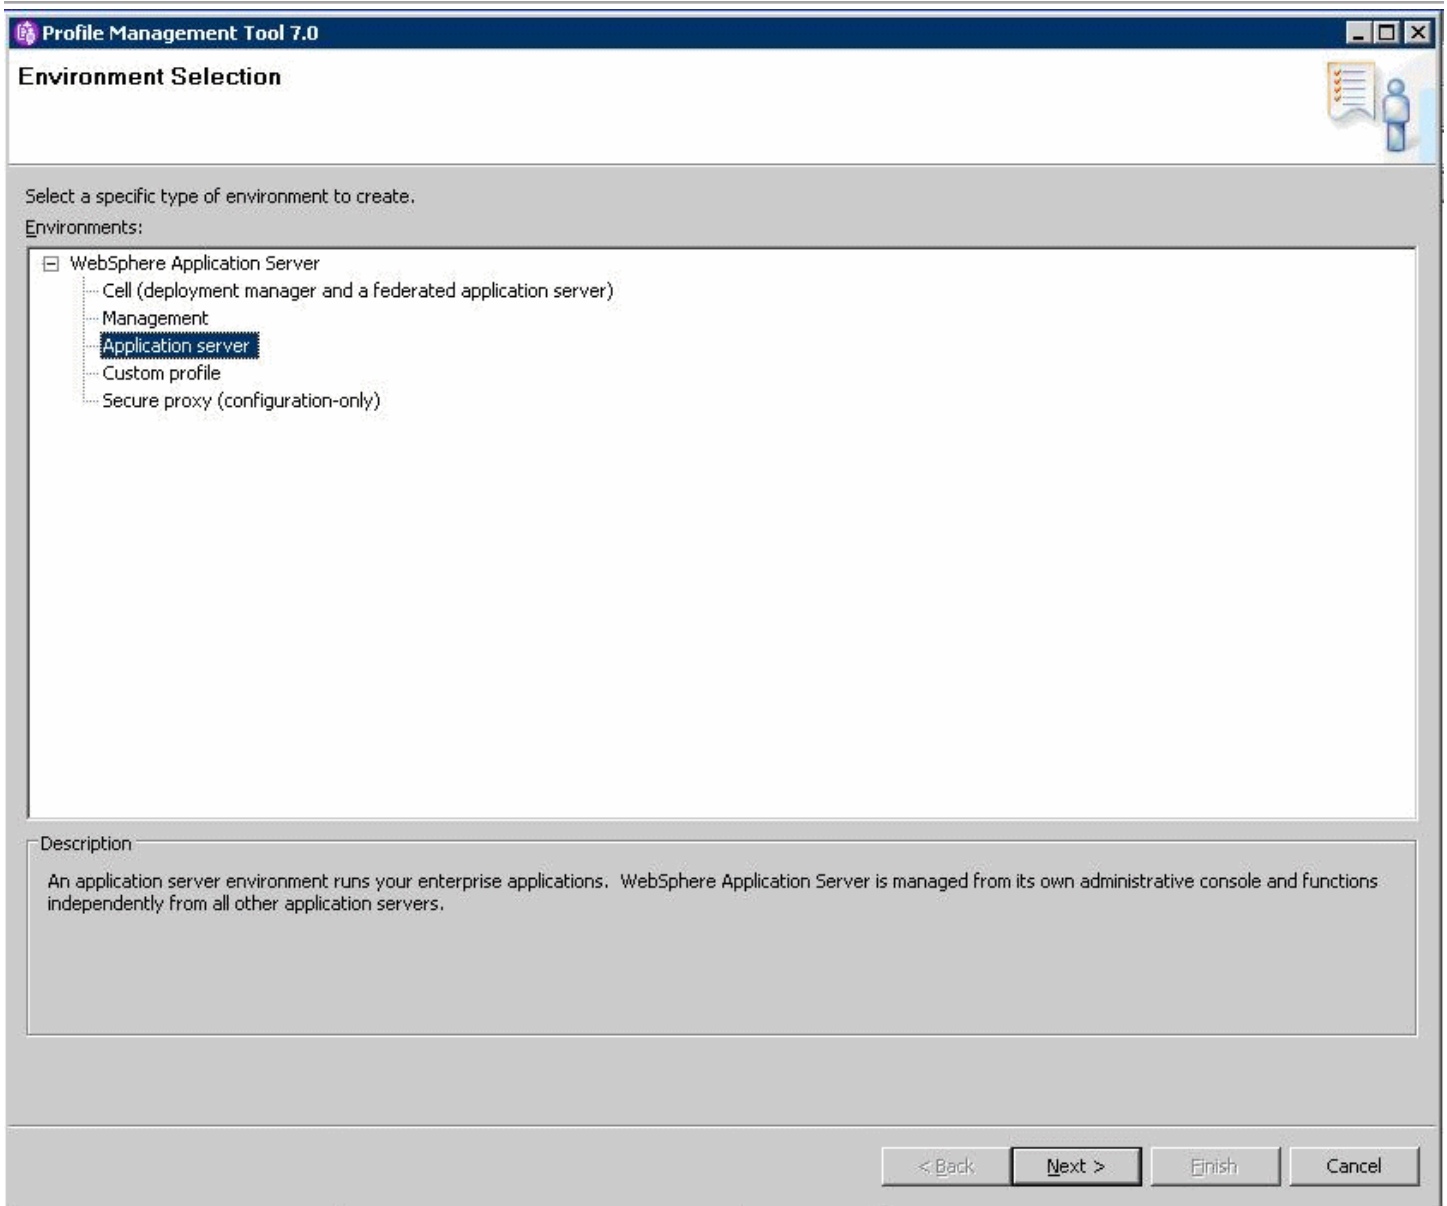 Profile Management Tool 7.0
Environment Selection
Select a specific type of environment to create.
Environments:
WebSphere Application Server
Cell (deployment manager and a federated application server)
Management
Application server
Custom profile
Secure proxy (configuration-only)
Description
An application server environment runs your enterprise applications.  WebSphere Application Server is managed from its own administrative console and functions
independently from all other application servers.
< Back Next > Finish Cancel